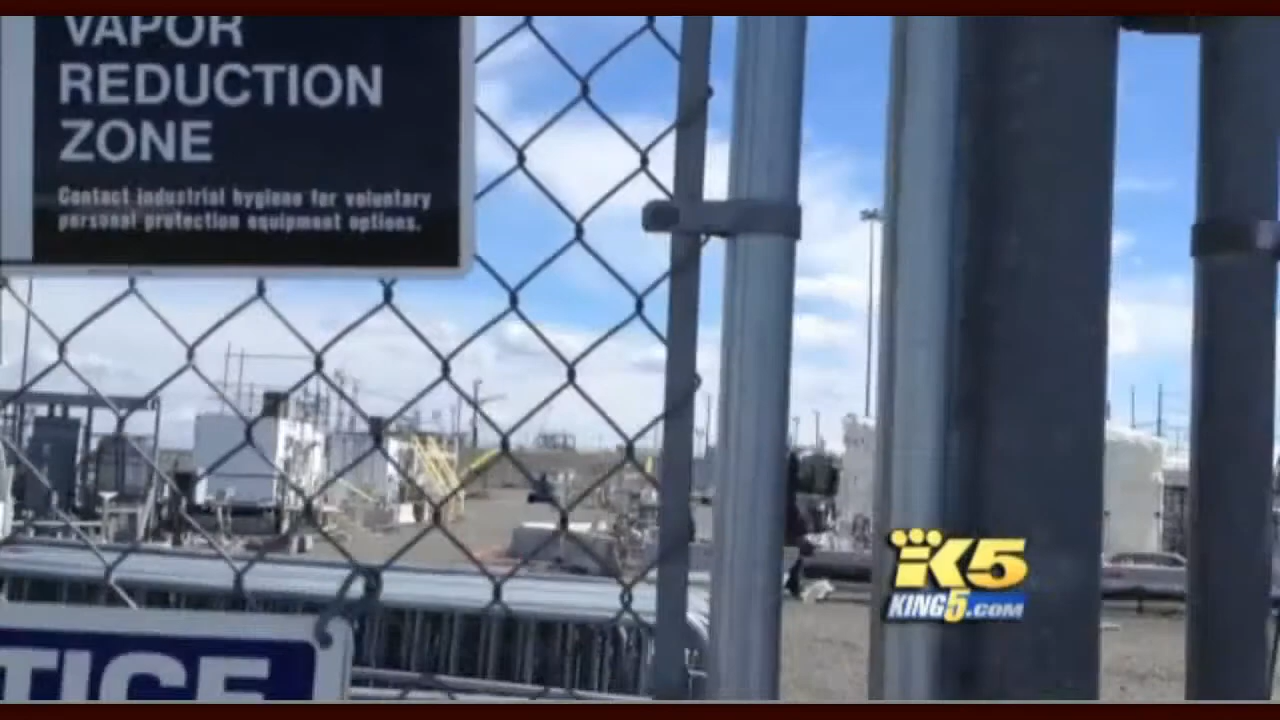 VAPOR
REDUCTION
ZONE
Contact industrial hygiene for voluntary
personal protection equipment options.
K5
KING5.COM
TICE